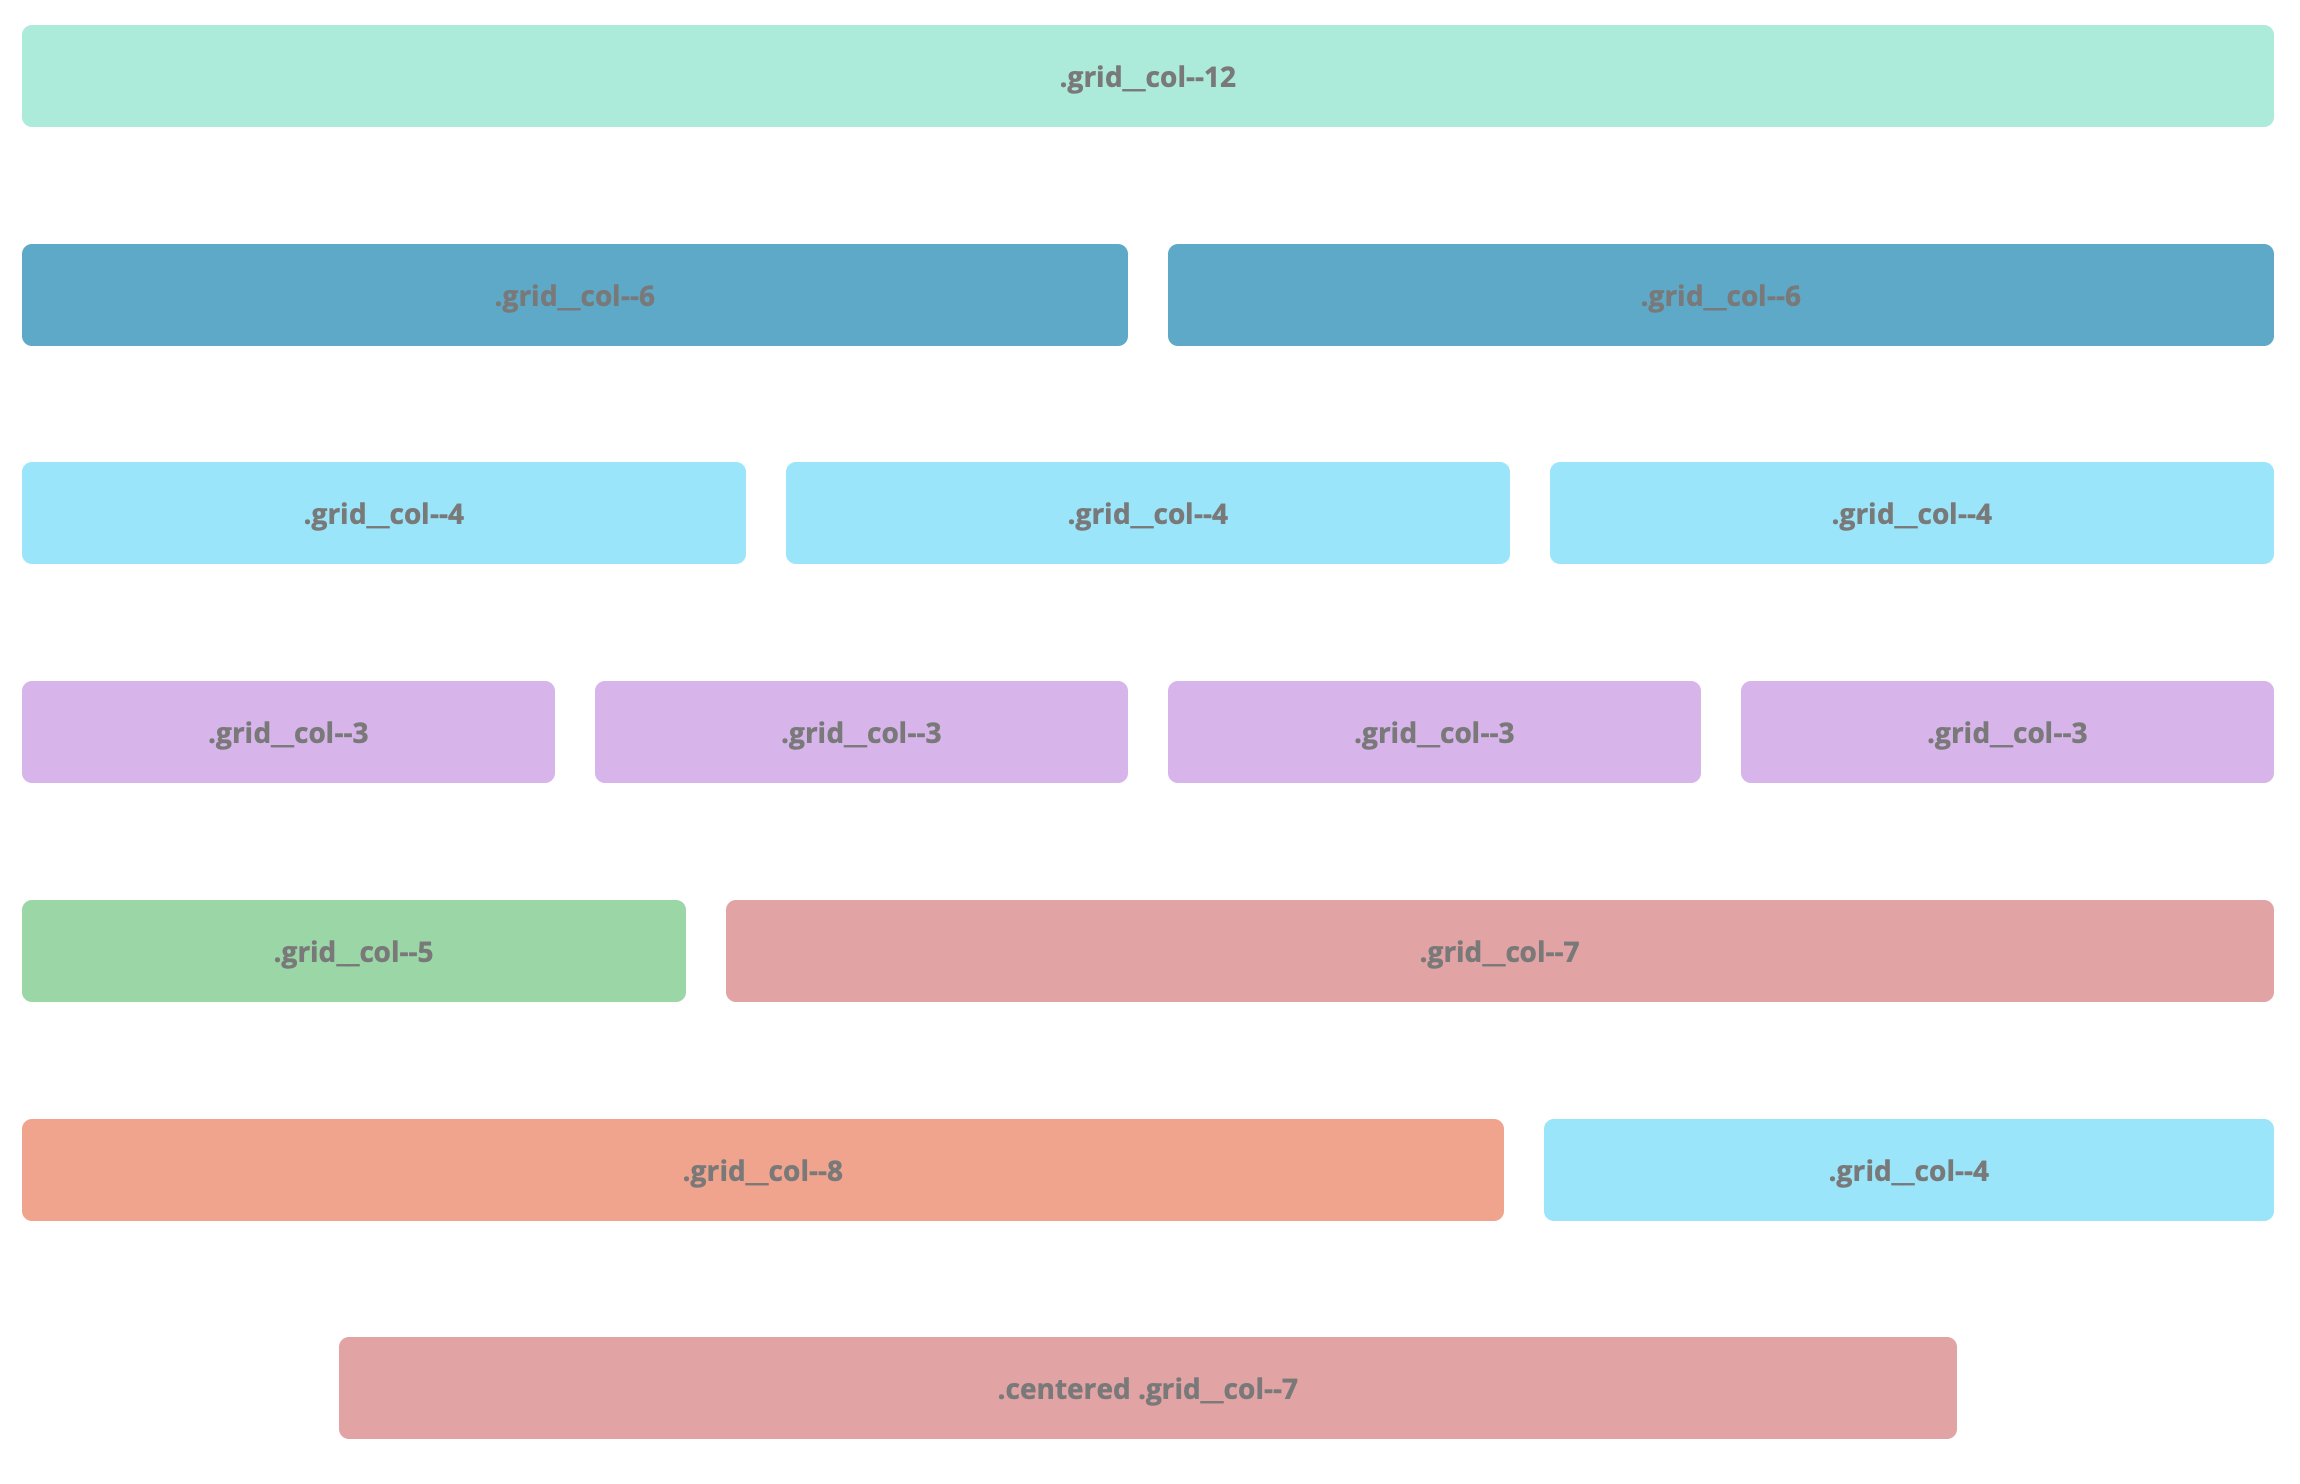 .grid__col--12
.grid__col--6 .grid__col--6
.grid__col--4 .grid__col--4 .grid__col--4
.grid__col--3 .grid__col--3 .grid__col--3 .grid__col--3
.grid__col--5 .grid__col--7
.grid__col--8 .grid__col--4
.centered .grid__col--7